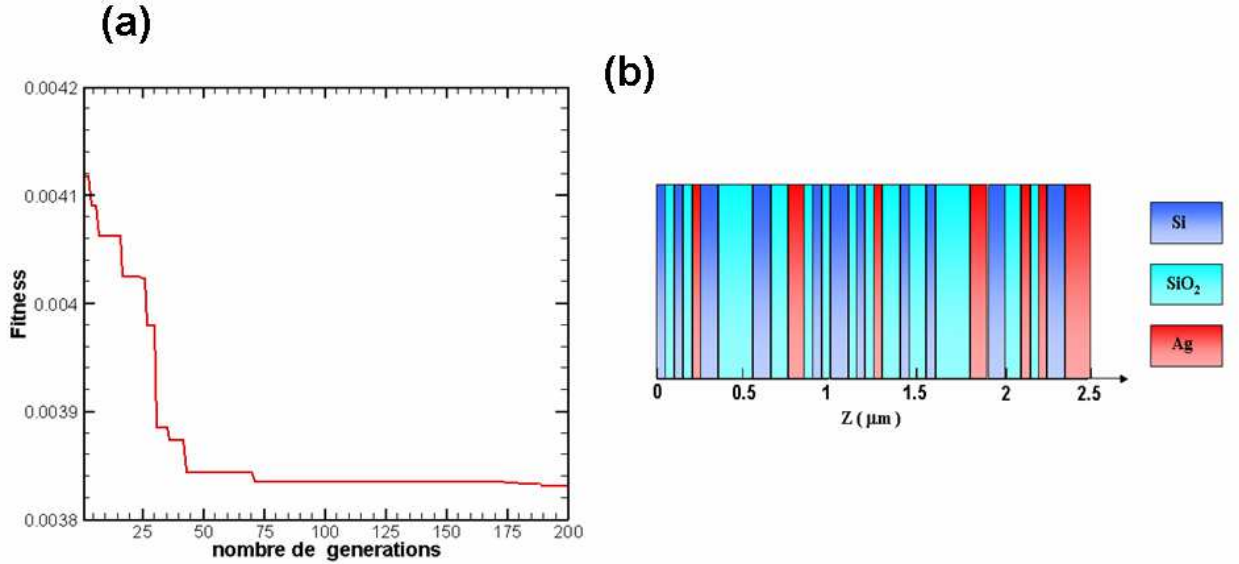 (a)
0.0042
0.0041
0.004
0.0039
0.0038
Fitness
25 50 75 100 125 150 175 200
nombre de generations
(b)
0 0.5 1 1.5 2 2.5
Z ( µm )
Si
SiO₂
Ag